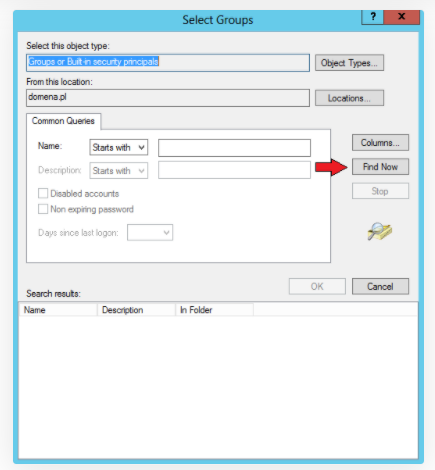 Select Groups
? x
Select this object type:
Groups or Built-in security principals
Object Types...
From this location:
domena.pl
Locations...
Common Queries
Name: Starts with
Columns...
Description: Starts with
Find Now
Disabled accounts
Stop
Non expiring password
Days since last logon:
OK
Cancel
Search results:
Name Description In Folder